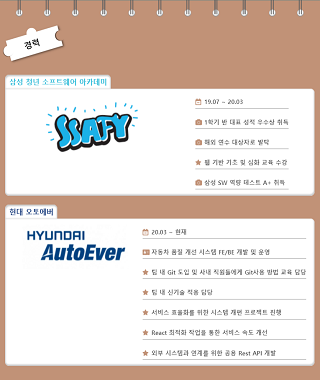 경력
삼성 청년 소프트웨어 아카데미
SSAFY
19.07 ~ 20.03
1학기 반 대표 성적 우수상 취득
해외 연수 대상자로 발탁
웹 기반 기초 및 심화 교육 수강
삼성 SW 역량 테스트 A+ 취득
현대 오토에버
HYUNDAI
AutoEver
20.03 ~ 현재
자동차 품질 개선 시스템 FE/BE 개발 및 운영
팀 내 Git 도입 및 사내 직원들에게 Git사용 방법 교육 담당
팀 내 신기술 적용 담당
서비스 효율화를 위한 시스템 개편 프로젝트 진행
React 최적화 작업을 통한 서비스 속도 개선
외부 시스템과 연계를 위한 공용 Rest API 개발